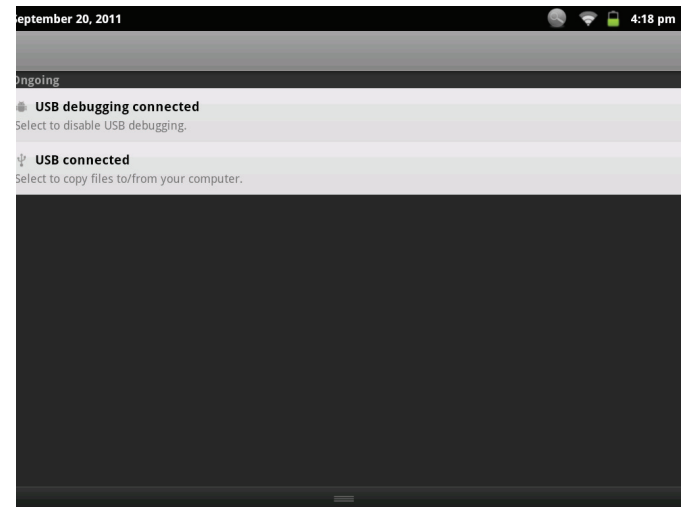 September 20, 2011 4:18 pm
Ongoing
USB debugging connected
Select to disable USB debugging.
USB connected
Select to copy files to/from your computer.